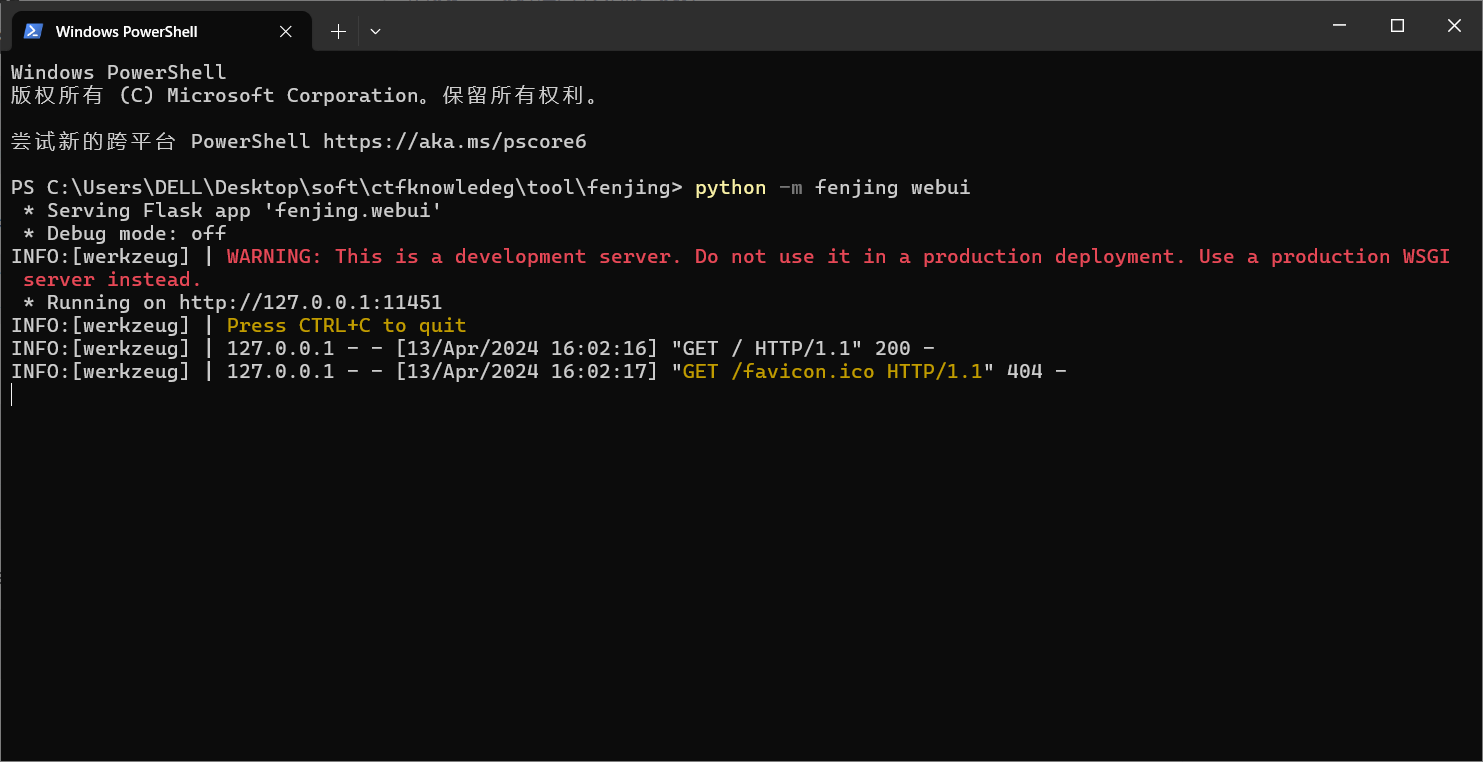 Windows PowerShell
Windows PowerShell
版权所有 (C) Microsoft Corporation。保留所有权利。
尝试新的跨平台 PowerShell https://aka.ms/pscore6
PS C:\Users\DELL\Desktop\soft\ctfknowledeg\tool\fenjing> python -m fenjing webui
 * Serving Flask app 'fenjing.webui'
 * Debug mode: off
INFO:[werkzeug] | WARNING: This is a development server. Do not use it in a production deployment. Use a production WSGI
 server instead.
 * Running on http://127.0.0.1:11451
INFO:[werkzeug] | Press CTRL+C to quit
INFO:[werkzeug] | 127.0.0.1 - - [13/Apr/2024 16:02:16] "GET / HTTP/1.1" 200 -
INFO:[werkzeug] | 127.0.0.1 - - [13/Apr/2024 16:02:17] "GET /favicon.ico HTTP/1.1" 404 -